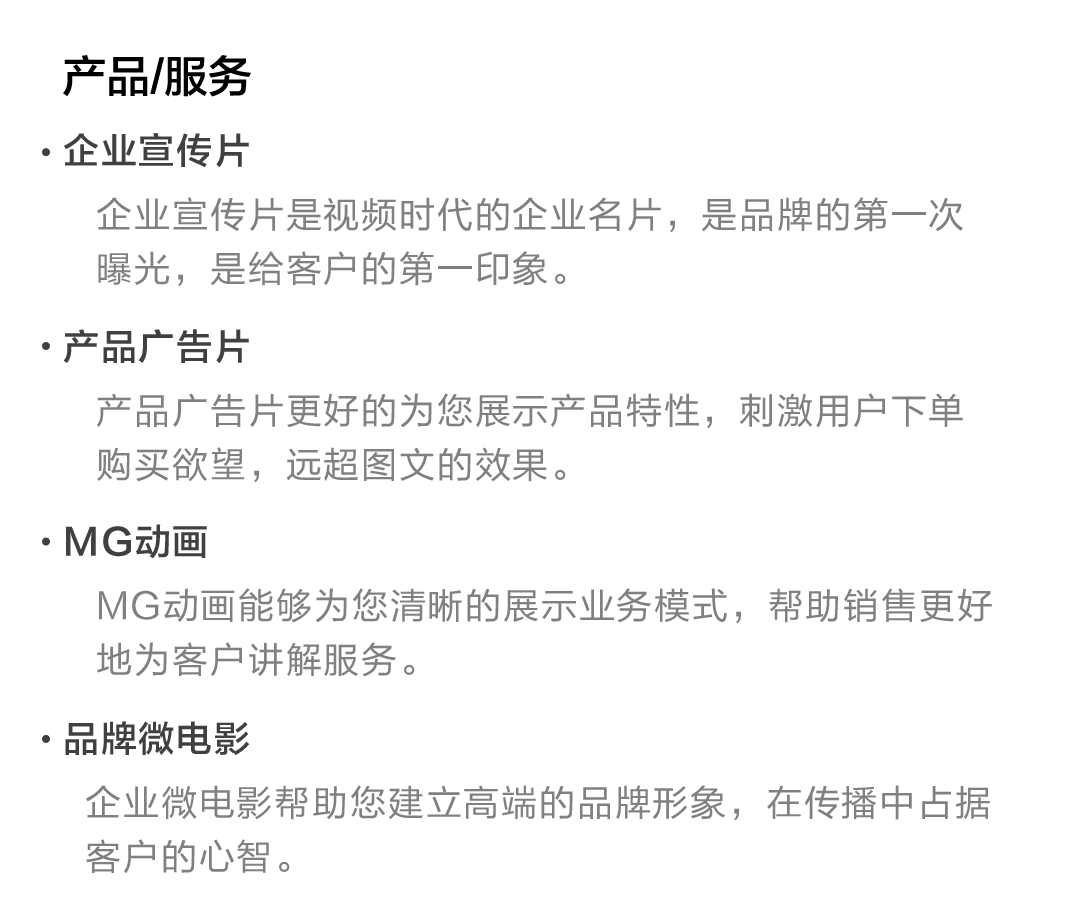 产品/服务
·企业宣传片
企业宣传片是视频时代的企业名片，是品牌的第一次
曝光，是给客户的第一印象。
·产品广告片
产品广告片更好的为您展示产品特性，刺激用户下单
购买欲望，远超图文的效果。
·MG动画
MG动画能够为您清晰的展示业务模式，帮助销售更好
地为客户讲解服务。
·品牌微电影
企业微电影帮助您建立高端的品牌形象，在传播中占据
客户的心智。